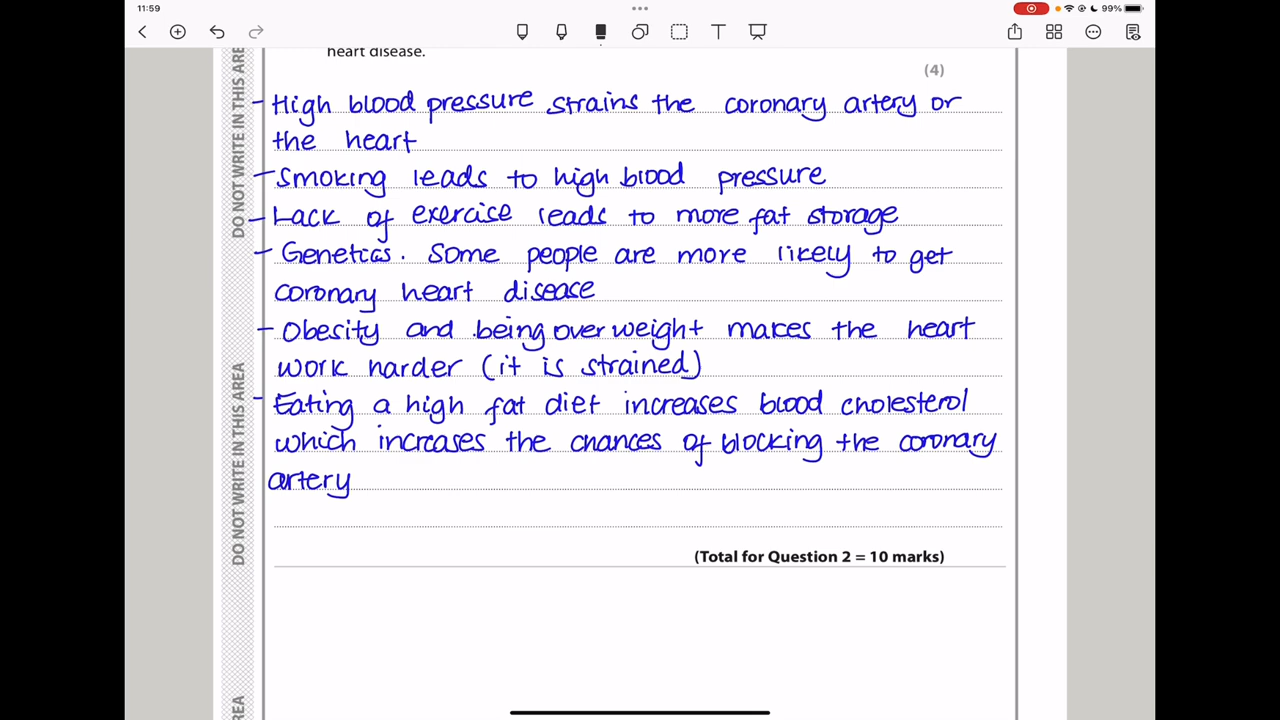 11:59
99%
T
heart disease.
(4)
- High blood pressure strains the coronary artery or
the heart
- Smoking leads to high blood pressure
- Lack of exercise leads to more fat storage
- Genetics. Some people are more likely to get
coronary heart disease
- Obesity and being overweight makes the heart
work harder (it is strained)
- Eating a high fat diet increases blood cholesterol
which increases the chances of blocking the coronary
artery
(Total for Question 2 = 10 marks)
DO NOT WRITE IN THIS ARE
DO NOT WRITE IN THIS AREA
REA